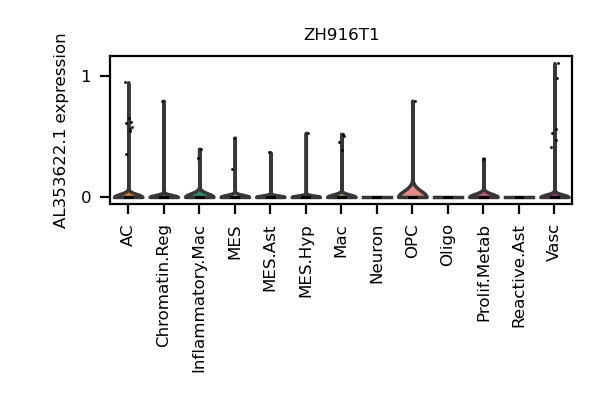 ZH916T1
AL353622.1 expression
1
0
AC
Chromatin.Reg
Inflammatory.Mac
MES
MES.Ast
MES.Hyp
Mac
Neuron
OPC
Oligo
Prolif.Metab
Reactive.Ast
Vasc